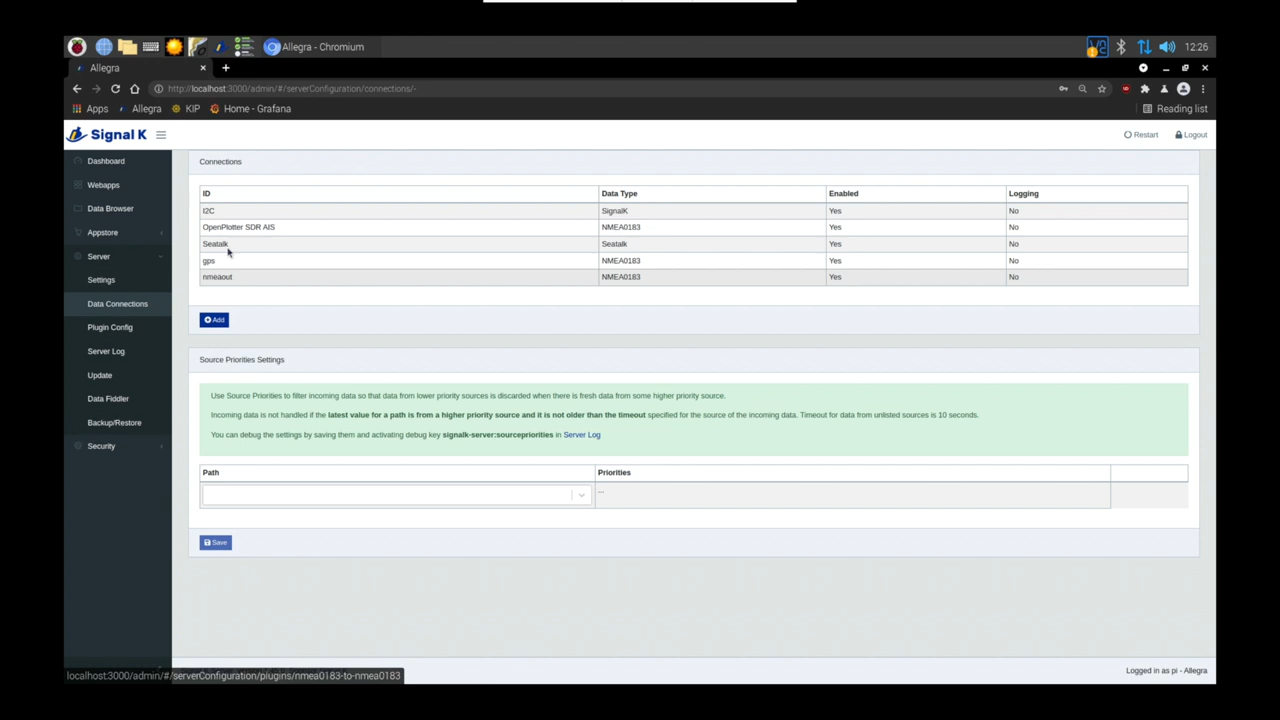 Allegra - Chromium
12:26
Allegra
http://localhost:3000/admin/#/serverConfiguration/connections/-
Apps Allegra KIP Home - Grafana Reading list
Signal K Restart Logout
Dashboard
Webapps
Data Browser
Appstore
Server
Settings
Data Connections
Plugin Config
Server Log
Update
Data Fiddler
Backup/Restore
Security
Connections
ID Data Type Enabled Logging
I2C SignalK Yes No
OpenPlotter SDR AIS NMEA0183 Yes No
Seatalk Seatalk Yes No
gps NMEA0183 Yes No
nmeaout NMEA0183 Yes No
Add
Source Priorities Settings
Use Source Priorities to filter incoming data so that data from lower priority sources is discarded when there is fresh data from some higher priority source.
Incoming data is not handled if the latest value for a path is from a higher priority source and it is not older than the timeout specified for the source of the incoming data. Timeout for data from unlisted sources is 10 seconds.
You can debug the settings by saving them and activating debug key signalk-server:sourcepriorities in Server Log
Path Priorities
...
Save
localhost:3000/admin/#/serverConfiguration/plugins/nmea0183-to-nmea0183
Logged in as pi - Allegra